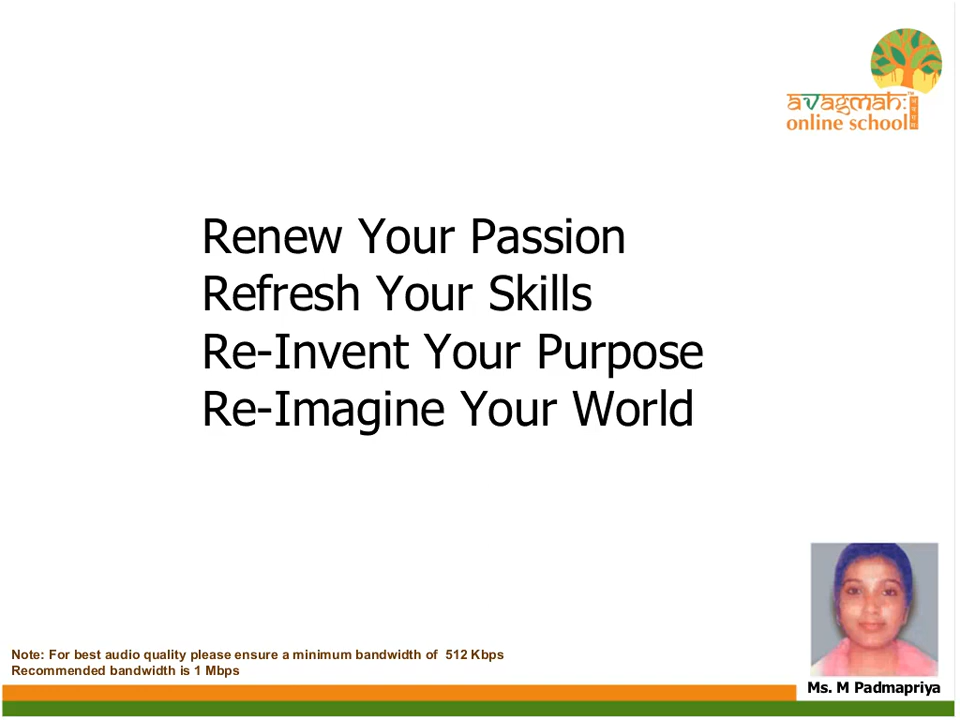 avagmah:™
online school
Renew Your Passion
Refresh Your Skills
Re-Invent Your Purpose
Re-Imagine Your World
Note: For best audio quality please ensure a minimum bandwidth of 512 Kbps
Recommended bandwidth is 1 Mbps
Ms. M Padmapriya